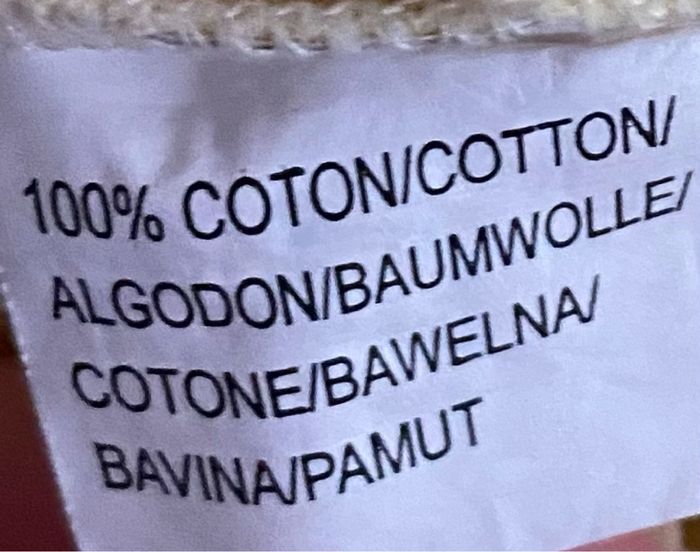 100% COTON/COTTON/
ALGODON/BAUMWOLLE/
COTONE/BAWELNA/
BAVINA/PAMUT